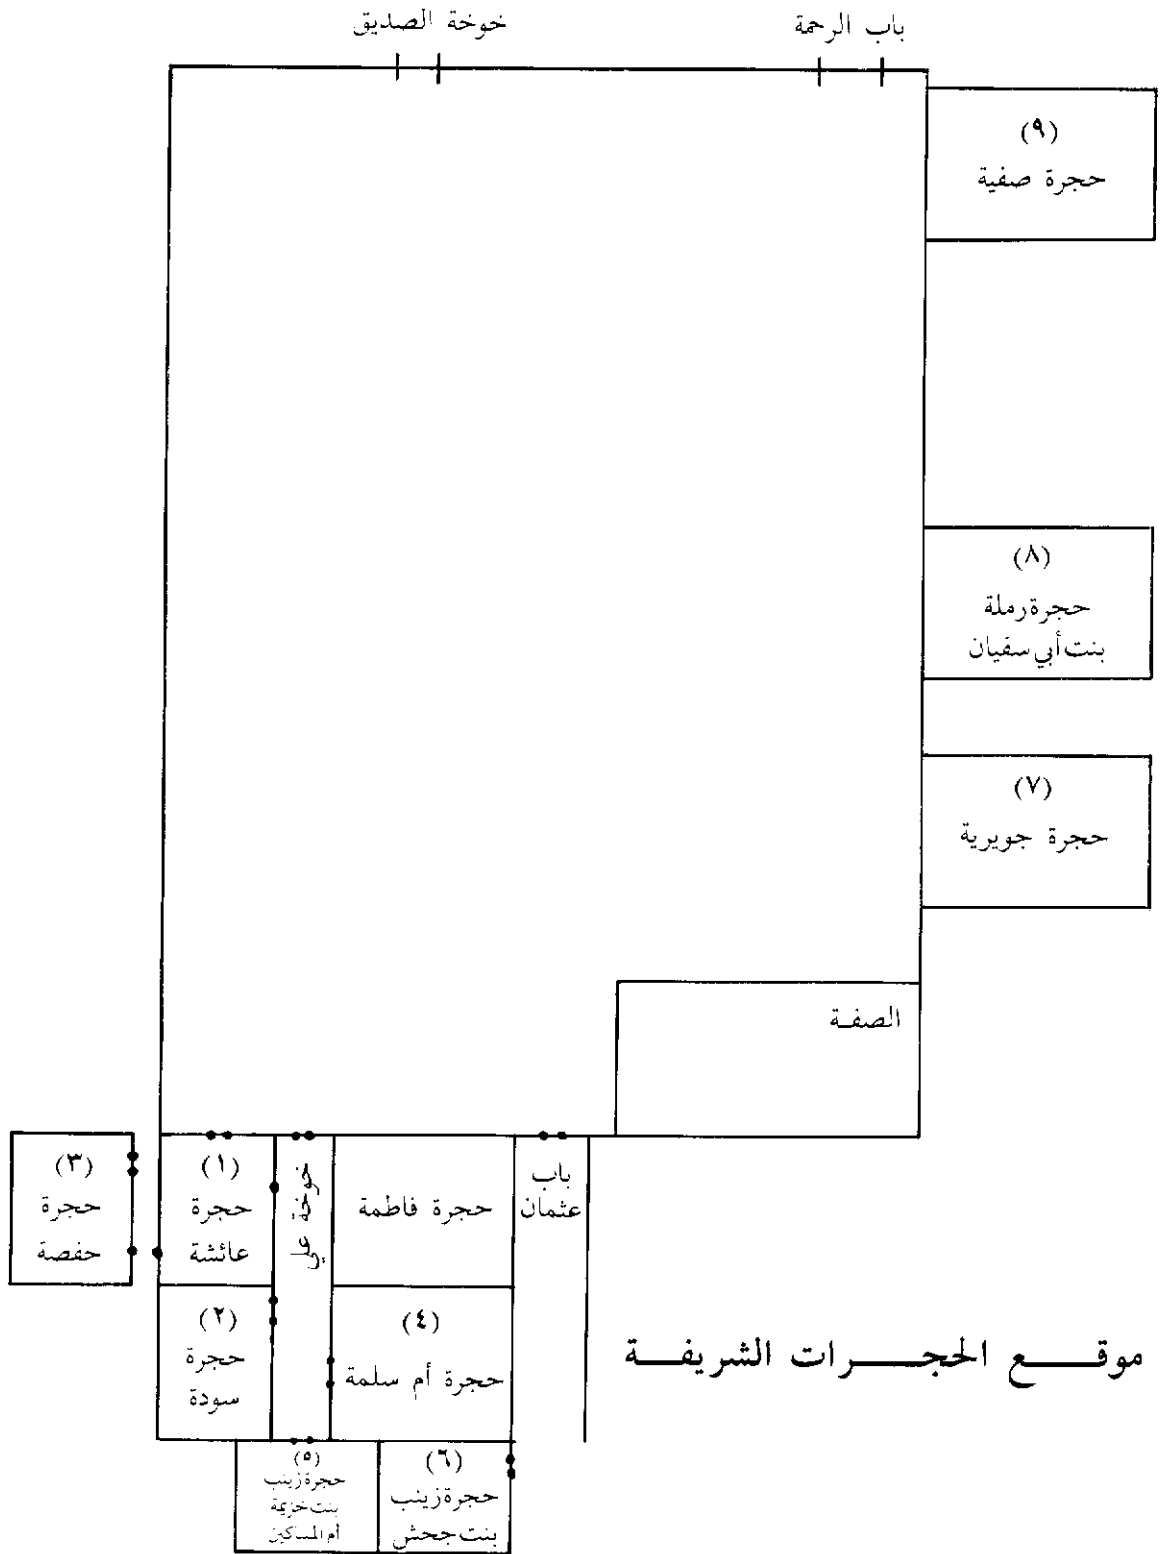 باب الرحمة
خوخة الصديق
(٩)
حجرة صفية
(٨)
حجرة رملة
بنت أبي سفيان
(٧)
حجرة جويرية
الصفة
باب
عثمان
حجرة فاطمة
خوخة علي
(١)
حجرة
عائشة
(٣)
حجرة
حفصة
(٤)
حجرة أم سلمة
(٢)
حجرة
سودة
موقع الحجرات الشريفة
(٦)
حجرة زينب
بنت جحش
(٥)
حجرة زينب
بنت خزيمة
أم المساكين